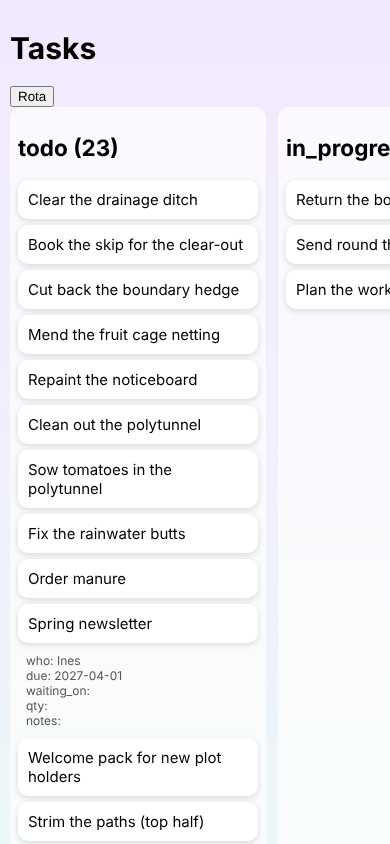 Tasks
Rota
todo (23)
Clear the drainage ditch
Book the skip for the clear-out
Cut back the boundary hedge
Mend the fruit cage netting
Repaint the noticeboard
Clean out the polytunnel
Sow tomatoes in the
polytunnel
Fix the rainwater butts
Order manure
Spring newsletter
who: Ines
due: 2027-04-01
waiting_on:
qty:
notes:
Welcome pack for new plot
holders
Strim the paths (top half)
in_progre
Return the bo
Send round th
Plan the work